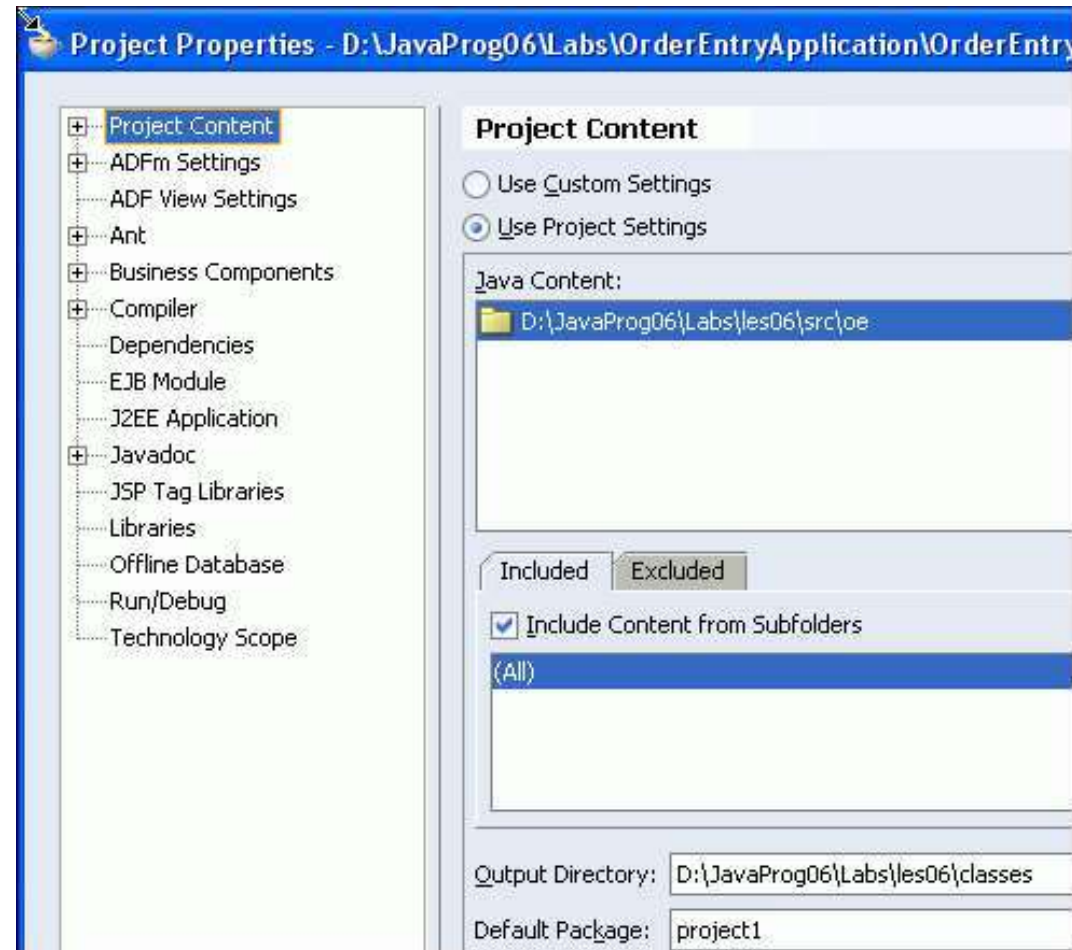 Project Properties - D:\JavaProg06\Labs\OrderEntryApplication\OrderEntry
Project Content
ADFm Settings
ADF View Settings
Ant
Business Components
Compiler
Dependencies
EJB Module
J2EE Application
Javadoc
JSP Tag Libraries
Libraries
Offline Database
Run/Debug
Technology Scope
Project Content
Use Custom Settings
Use Project Settings
Java Content:
D:\JavaProg06\Labs\les06\src\oe
Included Excluded
Include Content from Subfolders
(All)
Output Directory: D:\JavaProg06\Labs\les06\classes
Default Package: project1